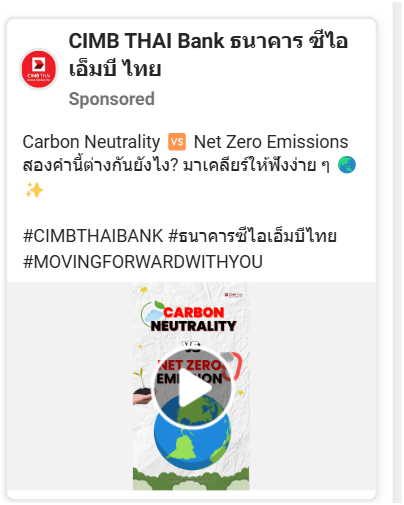 CIMB THAI Bank ธนาคาร ซีไอ
เอ็มบี ไทย
Sponsored
Carbon Neutrality 🆚 Net Zero Emissions
สองคำนี้ต่างกันยังไง? มาเคลียร์ให้ฟังง่าย ๆ 🌏
✨
#CIMBTHAIBANK #ธนาคารซีไอเอ็มบีไทย
#MOVINGFORWARDWITHYOU
CARBON
NEUTRALITY
VS
NET ZERO
EMISSION
CIMB THAI